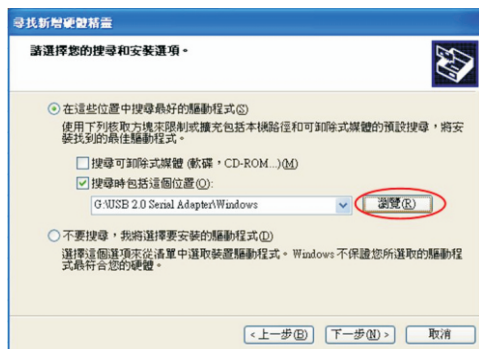 尋找新增硬體精靈
請選擇您的搜尋和安裝選項。
在這些位置中搜尋最好的驅動程式(S)
使用下列核取方塊來限制或擴充包括本機路徑和可卸除式媒體的預設搜尋，將安
裝找到的最佳驅動程式。
搜尋可卸除式媒體 (軟碟，CD-ROM...)(M)
搜尋時包括這個位置(O):
G:\USB 2.0 Serial Adapter\Windows
瀏覽(R)
不要搜尋，我將選擇要安裝的驅動程式(D)
選擇這個選項來從清單中選取裝置驅動程式。Windows 不保證您所選取的驅動程
式最符合您的硬體。
<上一步(B) 下一步(N)> 取消